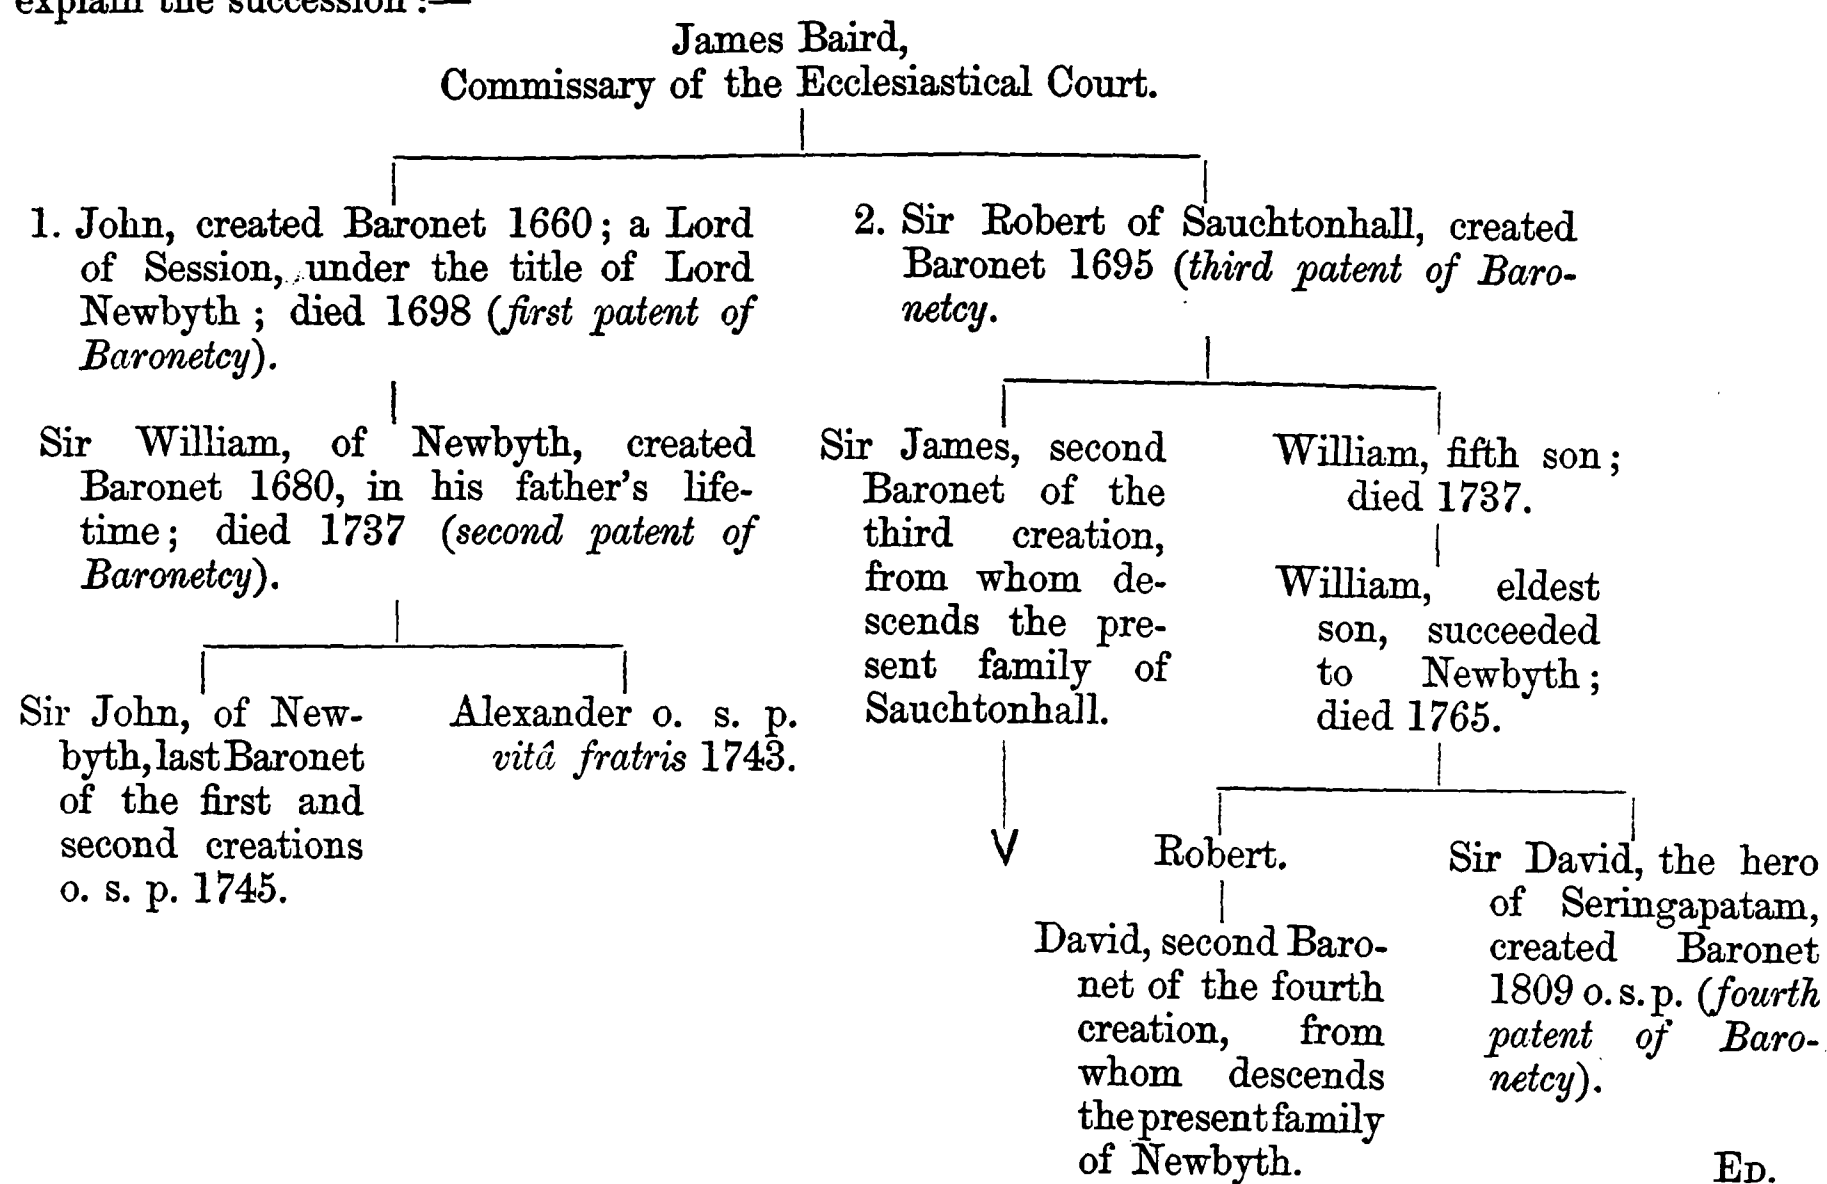 explain the succession:—
James Baird,
Commissary of the Ecclesiastical Court.
1. John, created Baronet 1660; a Lord
of Session, under the title of Lord
Newbyth; died 1698 (first patent of
Baronetcy).
2. Sir Robert of Sauchtonhall, created
Baronet 1695 (third patent of Baro-
netcy.
Sir William, of Newbyth, created
Baronet 1680, in his father's life-
time; died 1737 (second patent of
Baronetcy).
Sir James, second
Baronet of the
third creation,
from whom de-
scends the pre-
sent family of
Sauchtonhall.
William, fifth son;
died 1737.
William, eldest
son, succeeded
to Newbyth;
died 1765.
Sir John, of New-
byth, last Baronet
of the first and
second creations
o. s. p. 1745.
Alexander o. s. p.
vitâ fratris 1743.
Robert.
David, second Baro-
net of the fourth
creation, from
whom descends
the present family
of Newbyth.
Sir David, the hero
of Seringapatam,
created Baronet
1809 o. s. p. (fourth
patent of Baro-
netcy).
ED.